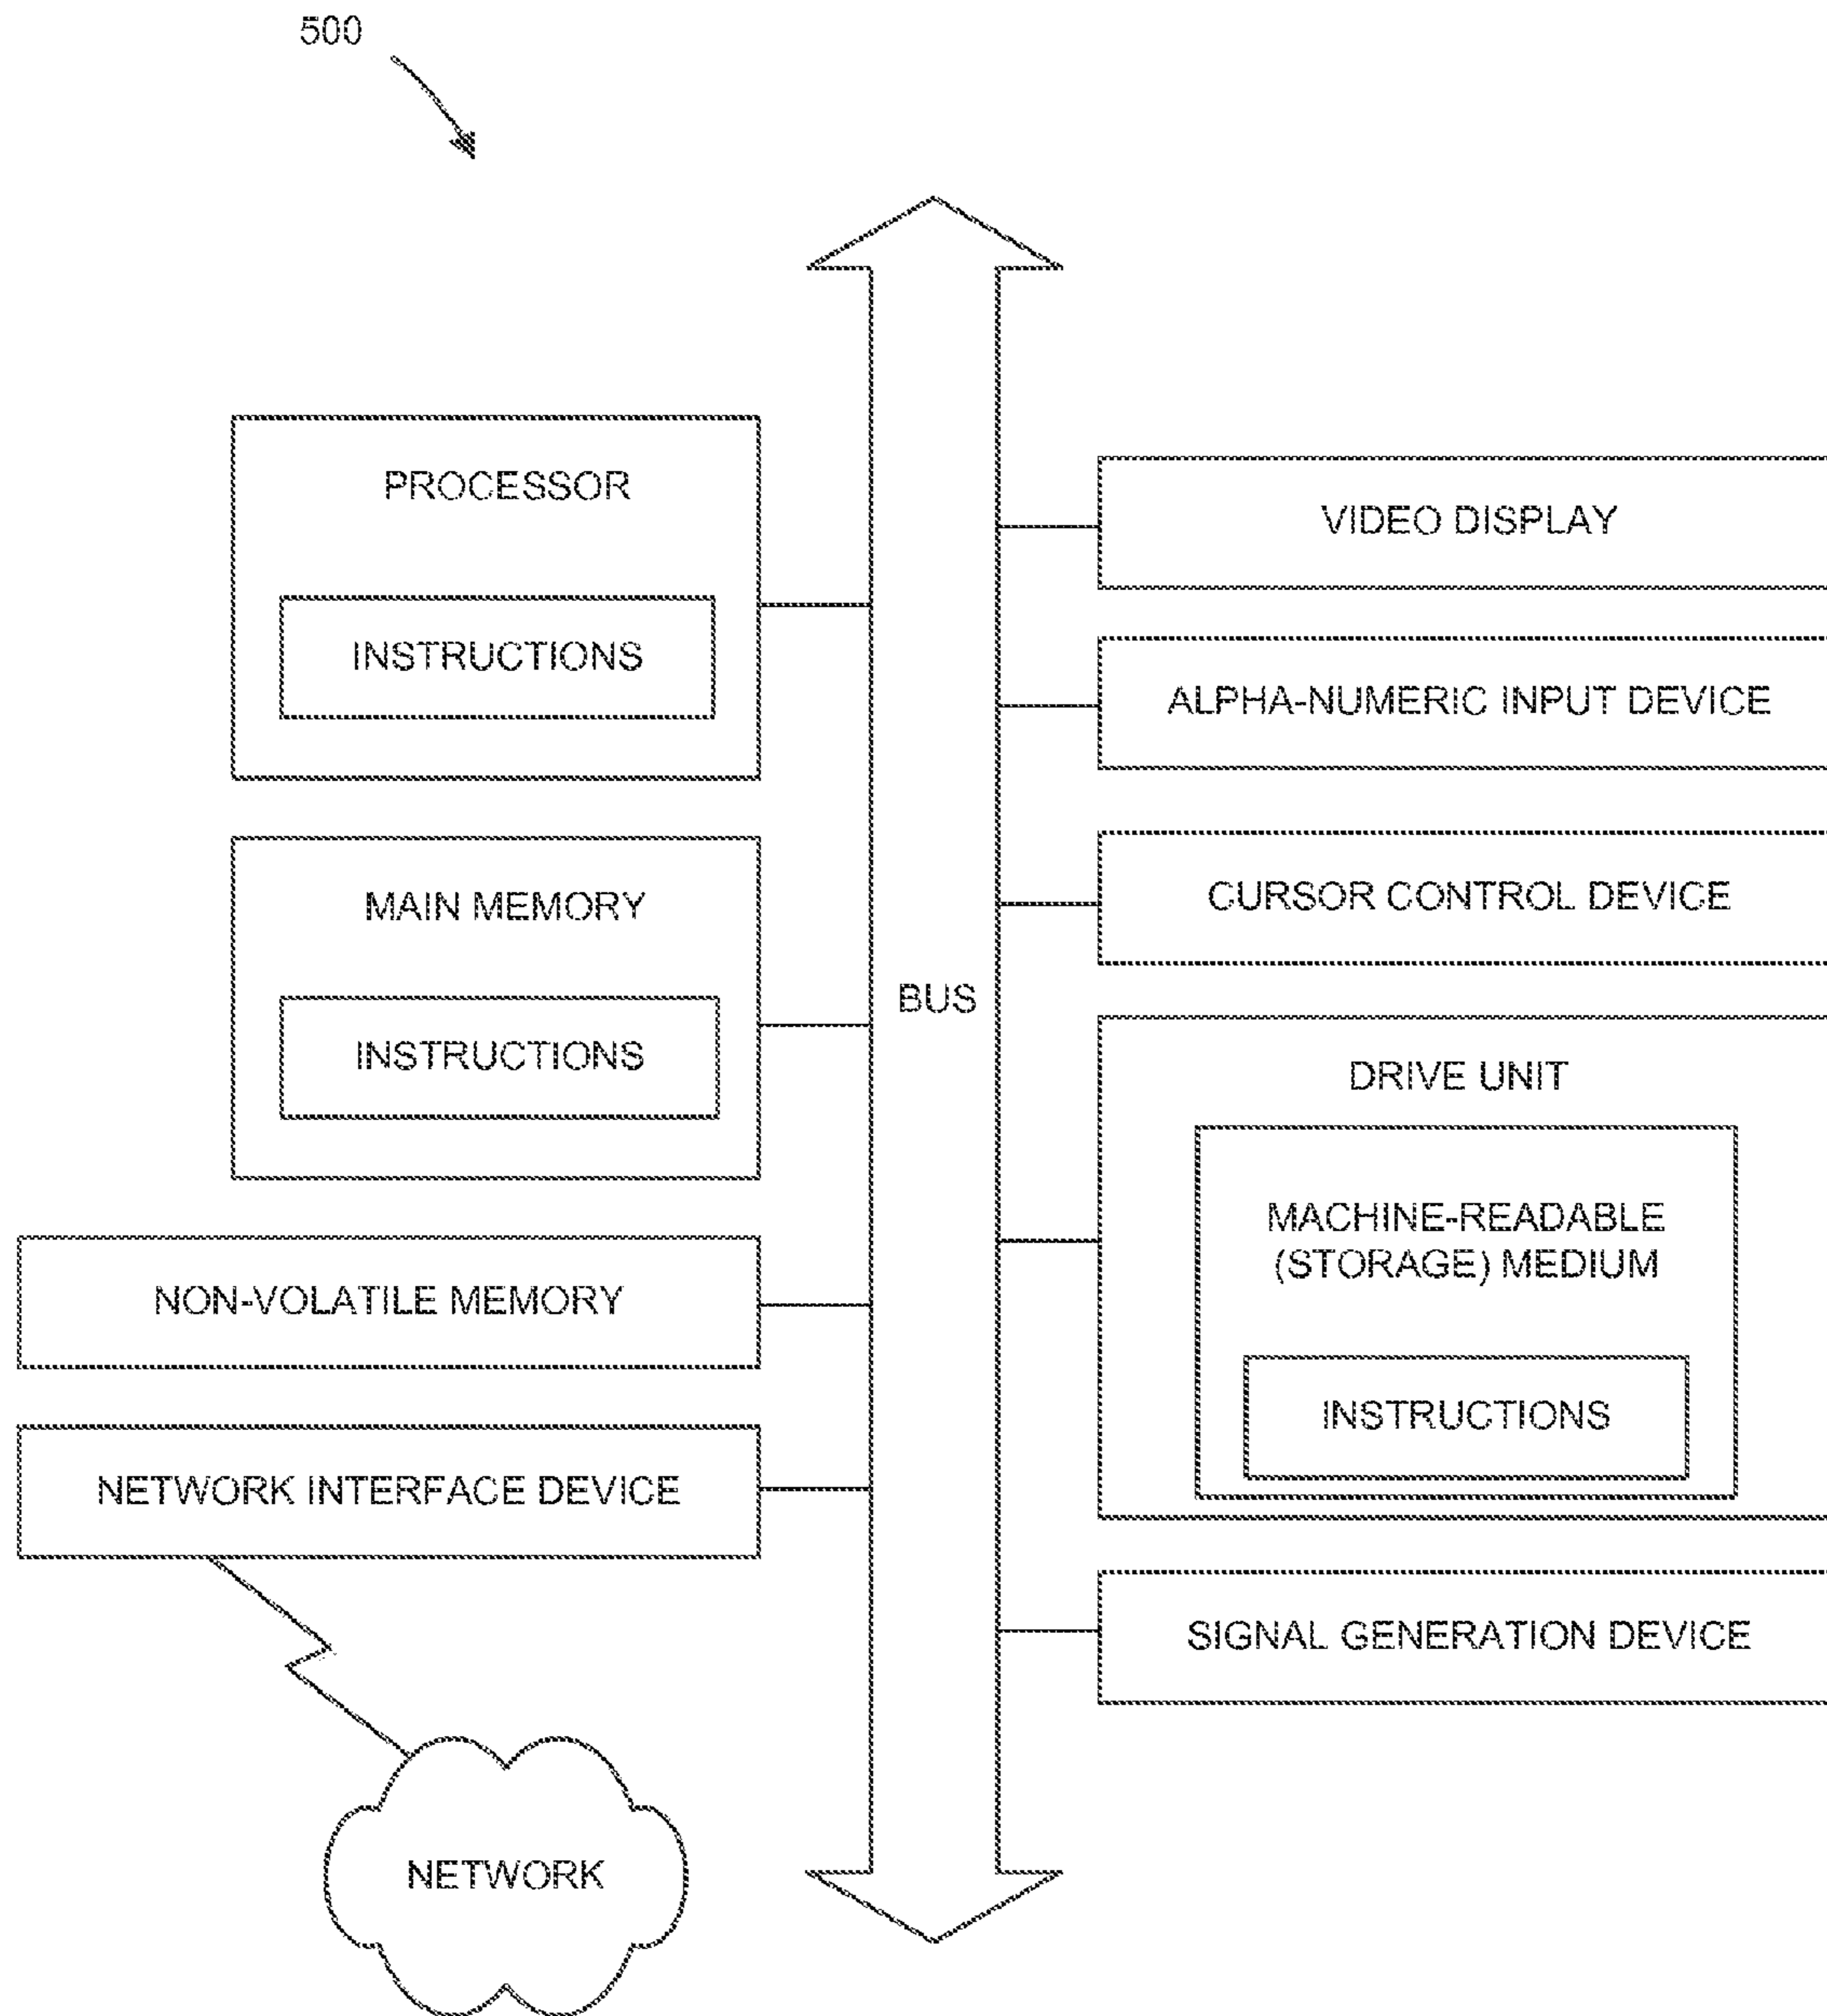 500
PROCESSOR
INSTRUCTIONS
MAIN MEMORY
INSTRUCTIONS
NON-VOLATILE MEMORY
NETWORK INTERFACE DEVICE
NETWORK
BUS
VIDEO DISPLAY
ALPHA-NUMERIC INPUT DEVICE
CURSOR CONTROL DEVICE
DRIVE UNIT
MACHINE-READABLE
(STORAGE) MEDIUM
INSTRUCTIONS
SIGNAL GENERATION DEVICE